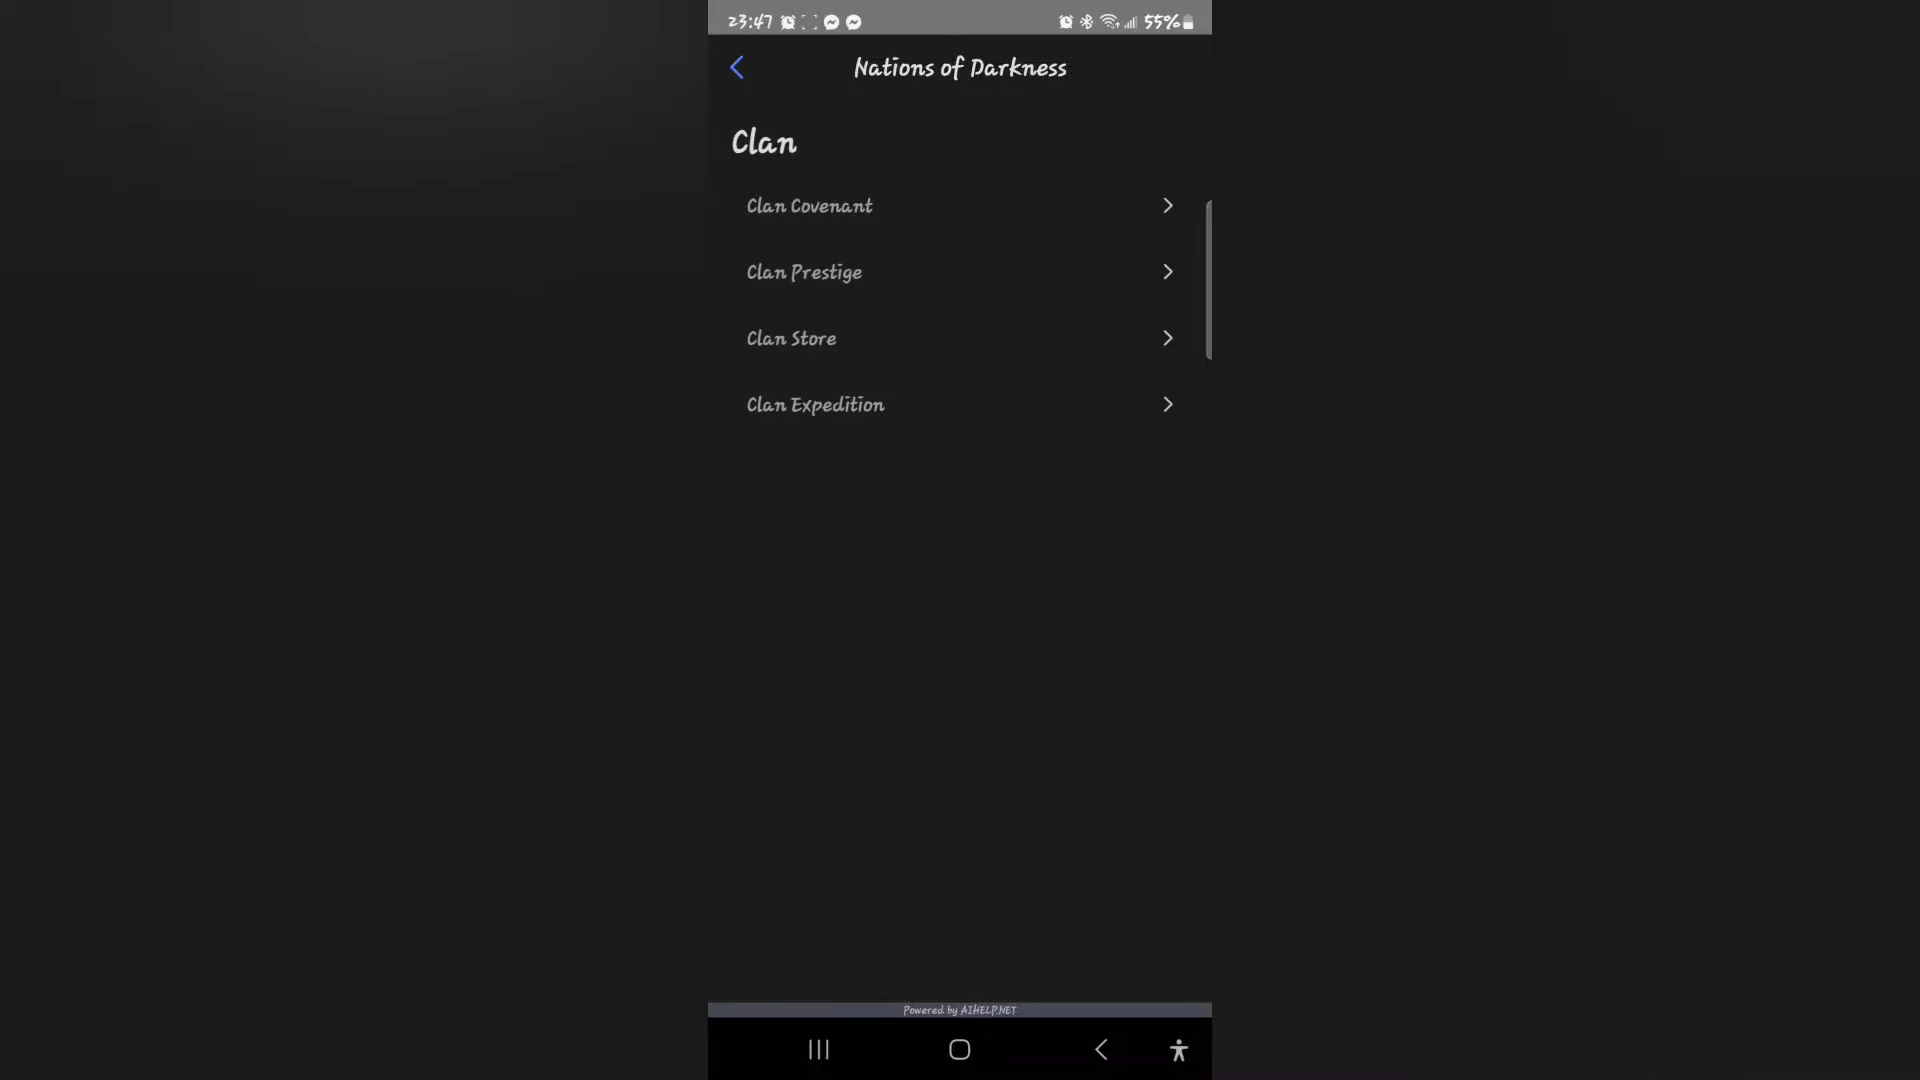 23:47 55%
Nations of Darkness
Clan
Clan Covenant
Clan Prestige
Clan Store
Clan Expedition
Powered by AIHELP.NET